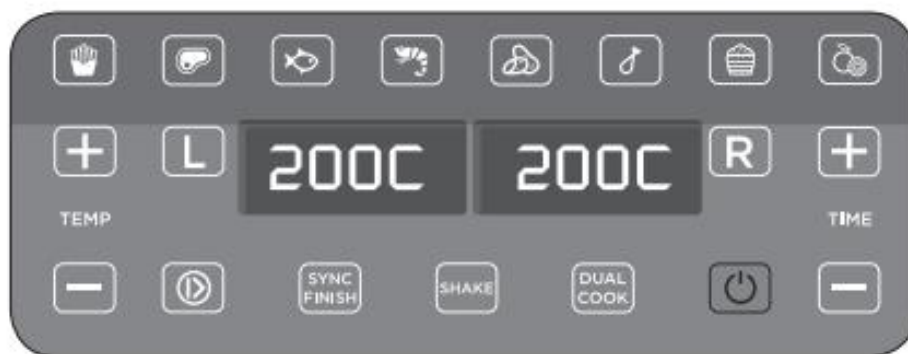 L 200C 200C R
TEMP TIME
SYNC FINISH
SHAKE
DUAL COOK